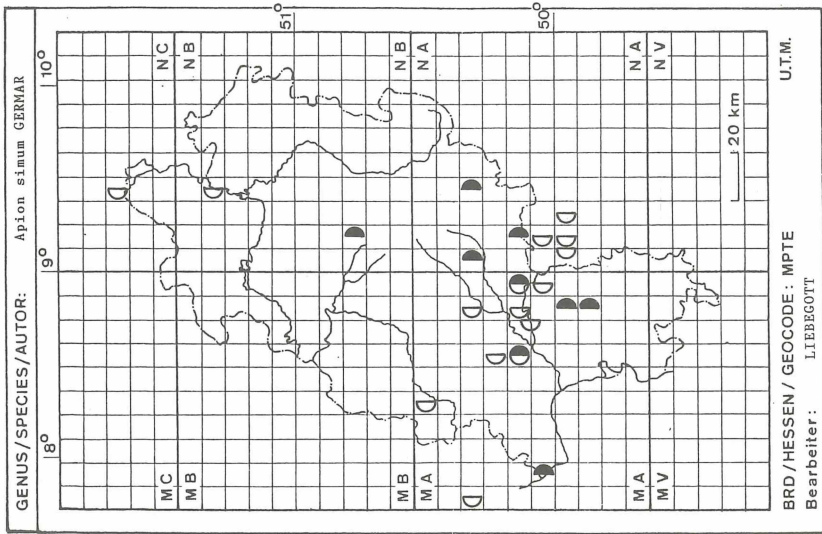 GENUS/SPECIES/AUTOR: Apion simum GERMAR
8° 9° 10°
MC NC
MB NB
51°
MB NB
MA NA
50°
MA NA
MV NV
20 km
BRD/HESSEN / GEOCODE: MPTE U.T.M.
Bearbeiter: LIEBEGOTT